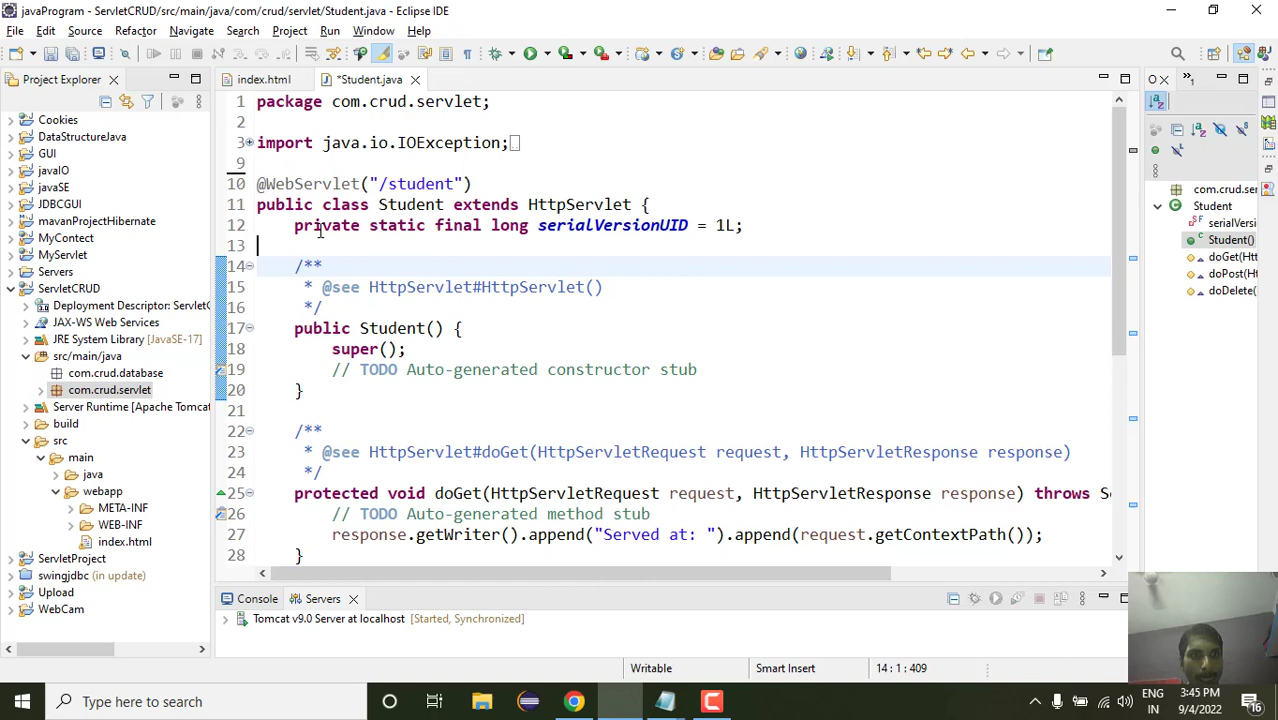 javaProgram - ServletCRUD/src/main/java/com/crud/servlet/Student.java - Eclipse IDE
File Edit Source Refactor Navigate Search Project Run Window Help
Project Explorer
index.html
*Student.java
Cookies
DataStructureJava
GUI
javaIO
javaSE
JDBCGUI
mavanProjectHibernate
MyContect
MyServlet
Servers
ServletCRUD
Deployment Descriptor: ServletC
JAX-WS Web Services
JRE System Library [JavaSE-17]
src/main/java
com.crud.database
com.crud.servlet
Server Runtime [Apache Tomcat
build
src
main
java
webapp
META-INF
WEB-INF
index.html
ServletProject
swingjdbc (in update)
Upload
WebCam
1 package com.crud.servlet;
2
3 import java.io.IOException;
9
10 @WebServlet("/student")
11 public class Student extends HttpServlet {
12 private static final long serialVersionUID = 1L;
13
14 /**
15 * @see HttpServlet#HttpServlet()
16 */
17 public Student() {
18 super();
19 // TODO Auto-generated constructor stub
20 }
21
22 /**
23 * @see HttpServlet#doGet(HttpServletRequest request, HttpServletResponse response)
24 */
25 protected void doGet(HttpServletRequest request, HttpServletResponse response) throws Se
26 // TODO Auto-generated method stub
27 response.getWriter().append("Served at: ").append(request.getContextPath());
28 }
com.crud.se
Student
serialVersi
Student()
doGet(Htt
doPost(Ht
doDelete(
Console
Servers
Tomcat v9.0 Server at localhost [Started, Synchronized]
Writable
Smart Insert
14 : 1 : 409
Type here to search
ENG
IN
3:45 PM
9/4/2022
16